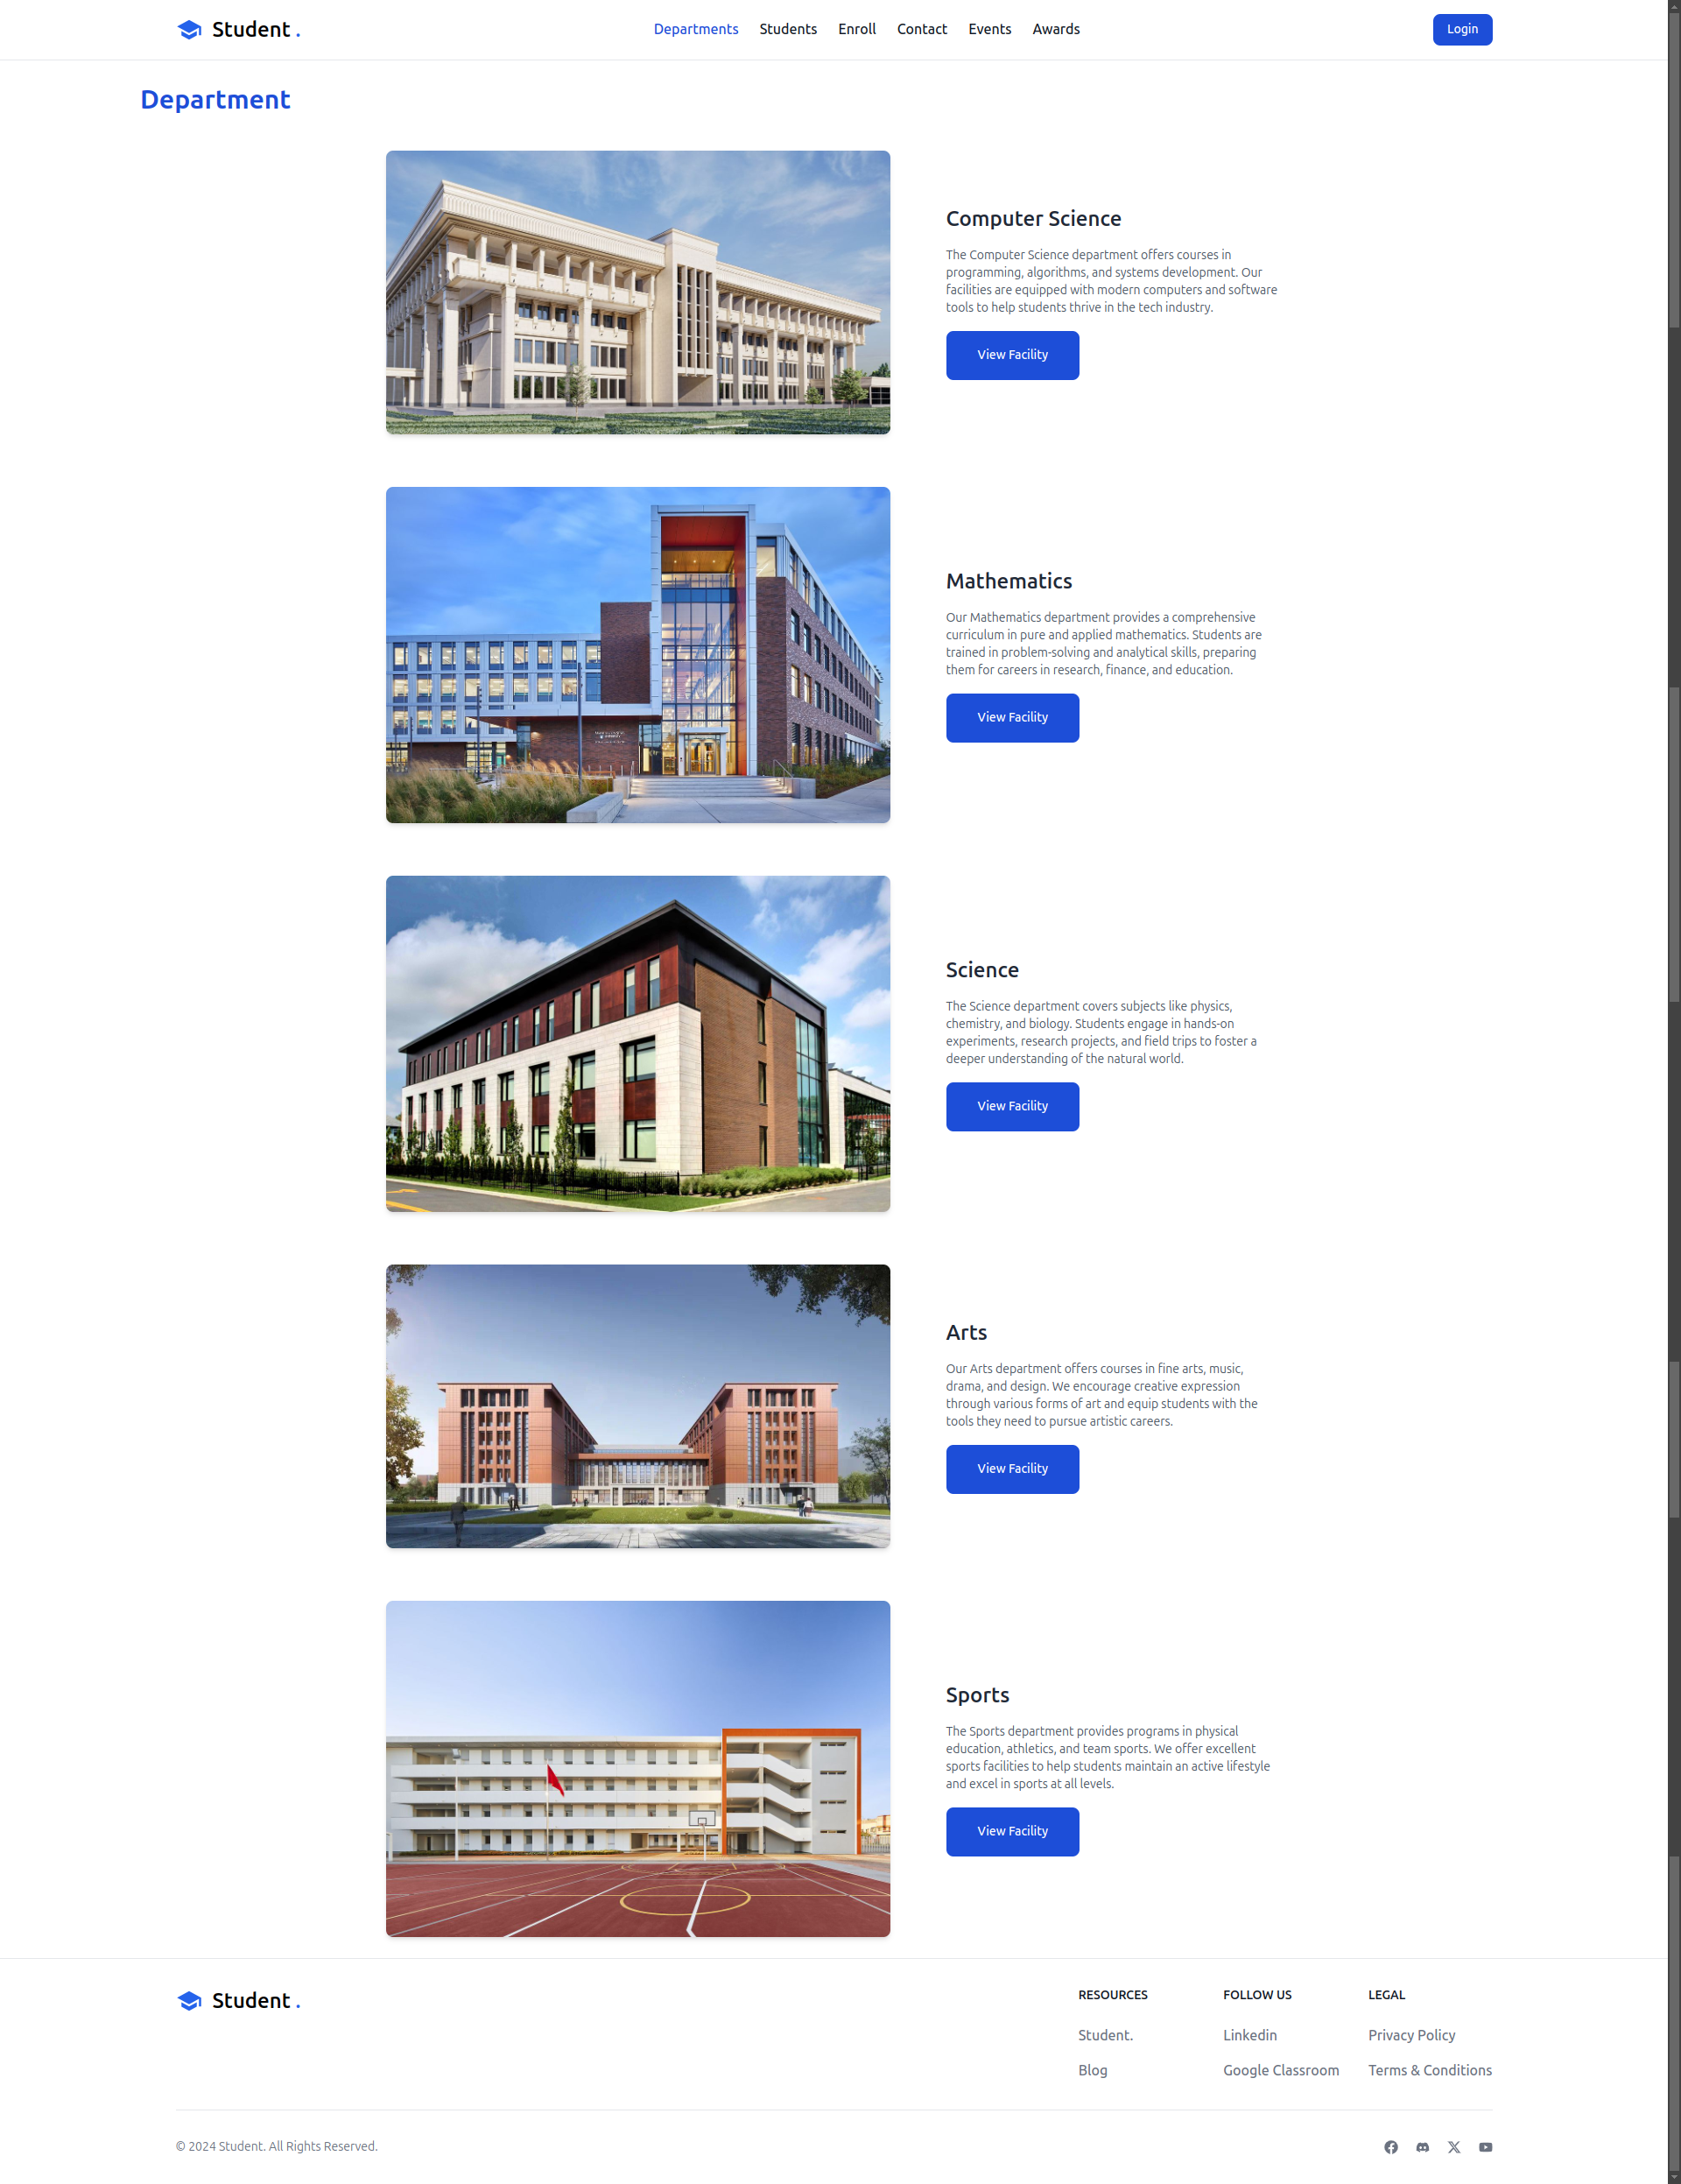 Student .
Departments Students Enroll Contact Events Awards
Login
Department
Computer Science
The Computer Science department offers courses in
programming, algorithms, and systems development. Our
facilities are equipped with modern computers and software
tools to help students thrive in the tech industry.
View Facility
Mathematics
Our Mathematics department provides a comprehensive
curriculum in pure and applied mathematics. Students are
trained in problem-solving and analytical skills, preparing
them for careers in research, finance, and education.
View Facility
Science
The Science department covers subjects like physics,
chemistry, and biology. Students engage in hands-on
experiments, research projects, and field trips to foster a
deeper understanding of the natural world.
View Facility
Arts
Our Arts department offers courses in fine arts, music,
drama, and design. We encourage creative expression
through various forms of art and equip students with the
tools they need to pursue artistic careers.
View Facility
Sports
The Sports department provides programs in physical
education, athletics, and team sports. We offer excellent
sports facilities to help students maintain an active lifestyle
and excel in sports at all levels.
View Facility
Student .
RESOURCES
Student.
Blog
FOLLOW US
Linkedin
Google Classroom
LEGAL
Privacy Policy
Terms & Conditions
© 2024 Student. All Rights Reserved.